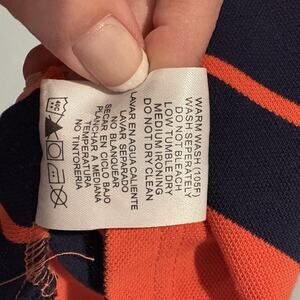 WARM WASH (105F)
WASH SEPERATELY
DO NOT BLEACH
LOW TUMBLE DRY
MEDIUM IRONING
DO NOT DRY CLEAN
LAVAR EN AGUA CALIENTE
LAVAR SEPARADO
NO BLANQUEAR
SECAR EN CICLO BAJO
PLANCHAR A MEDIANA
TEMPERATURA
NO TINTORERIA